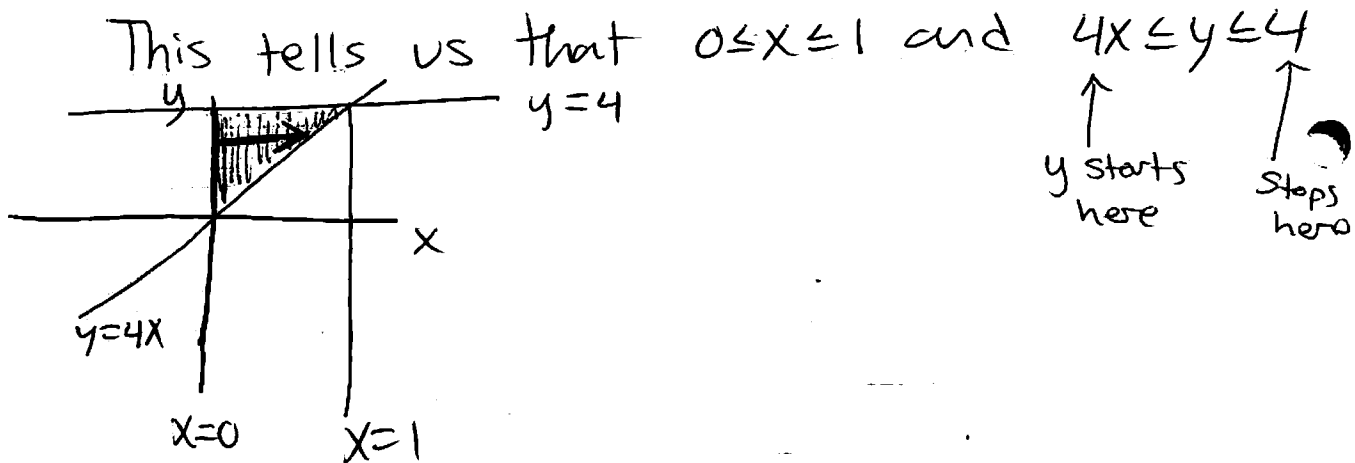 This tells us that 0≤x≤1 and 4x≤y≤4
y
y=4
y starts
here
Stops
here
x
y=4x
x=0
x=1